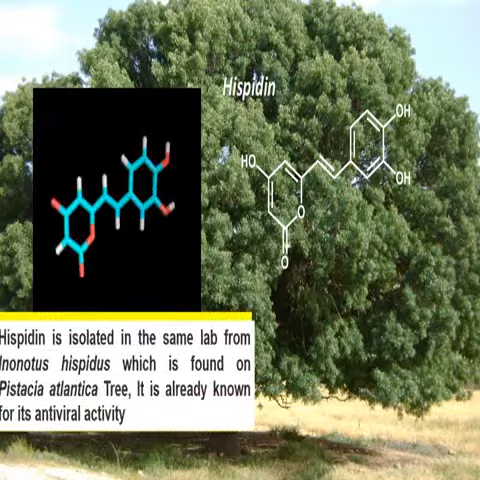 Hispidin
OH
HO
OH
O
O
Hispidin is isolated in the same lab from
Inonotus hispidus which is found on
Pistacia atlantica Tree, It is already known
for its antiviral activity